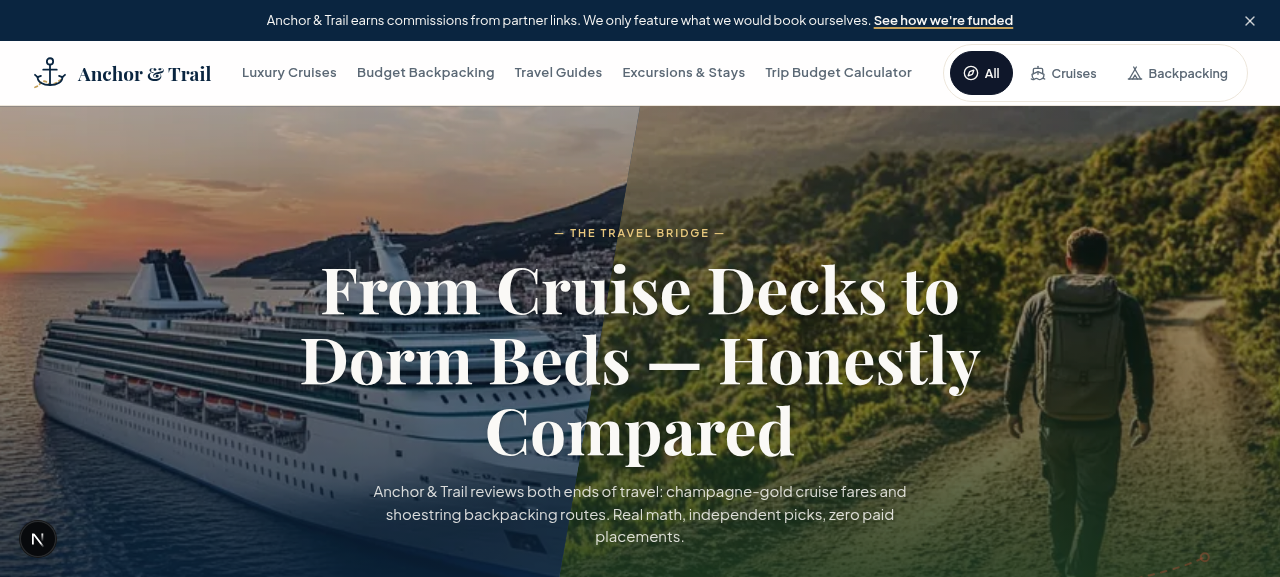 Anchor & Trail earns commissions from partner links. We only feature what we would book ourselves. See how we're funded
Anchor & Trail
Luxury Cruises
Budget Backpacking
Travel Guides
Excursions & Stays
Trip Budget Calculator
All
Cruises
Backpacking
— THE TRAVEL BRIDGE —
From Cruise Decks to
Dorm Beds — Honestly
Compared
Anchor & Trail reviews both ends of travel: champagne-gold cruise fares and
shoestring backpacking routes. Real math, independent picks, zero paid
placements.
N